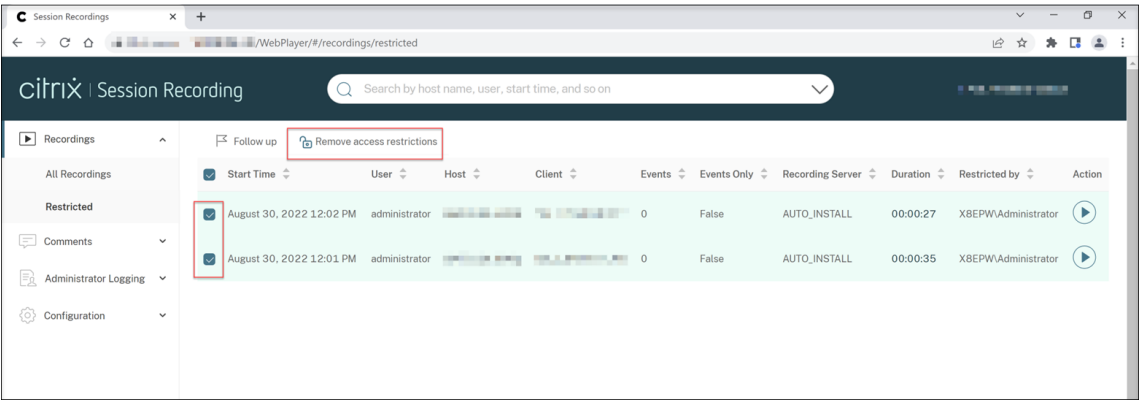 Session Recordings
/WebPlayer/#/recordings/restricted
citrix | Session Recording
Search by host name, user, start time, and so on
Recordings
All Recordings
Restricted
Comments
Administrator Logging
Configuration
Follow up
Remove access restrictions
Start Time User Host Client Events Events Only Recording Server Duration Restricted by Action
August 30, 2022 12:02 PM administrator 0 False AUTO_INSTALL 00:00:27 X8EPW\Administrator
August 30, 2022 12:01 PM administrator 0 False AUTO_INSTALL 00:00:35 X8EPW\Administrator